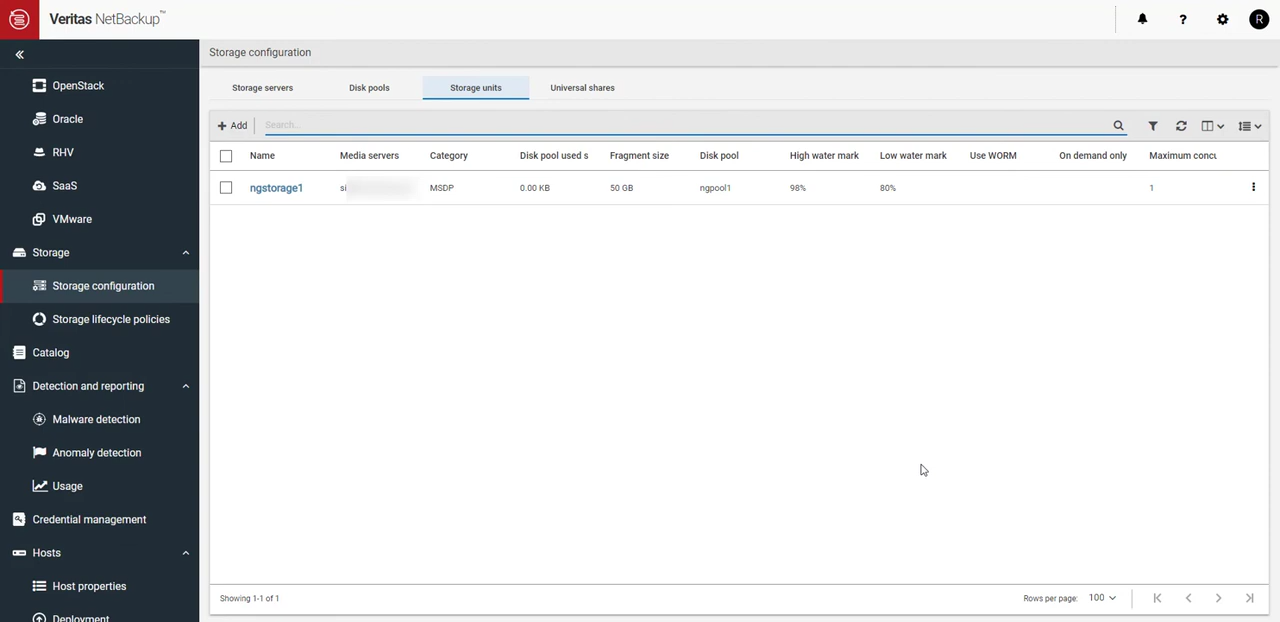 Veritas NetBackup™
R
OpenStack
Oracle
RHV
SaaS
VMware
Storage
Storage configuration
Storage lifecycle policies
Catalog
Detection and reporting
Malware detection
Anomaly detection
Usage
Credential management
Hosts
Host properties
Deployment
Storage configuration
Storage servers Disk pools Storage units Universal shares
Add Search...
Name Media servers Category Disk pool used s Fragment size Disk pool High water mark Low water mark Use WORM On demand only Maximum concu
ngstorage1 si MSDP 0.00 KB 50 GB ngpool1 98% 80% 1
Showing 1-1 of 1 Rows per page: 100